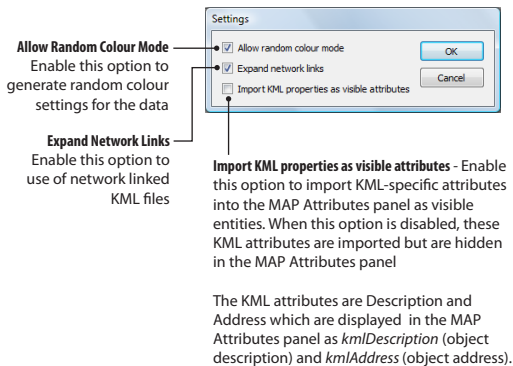 Settings
Allow random colour mode
Expand network links
Import KML properties as visible attributes
OK
Cancel
Allow Random Colour Mode
Enable this option to
generate random colour
settings for the data
Expand Network Links
Enable this option to
use of network linked
KML files
Import KML properties as visible attributes - Enable
this option to import KML-specific attributes
into the MAP Attributes panel as visible
entities. When this option is disabled, these
KML attributes are imported but are hidden
in the MAP Attributes panel
The KML attributes are Description and
Address which are displayed in the MAP
Attributes panel as kmlDescription (object
description) and kmlAddress (object address).